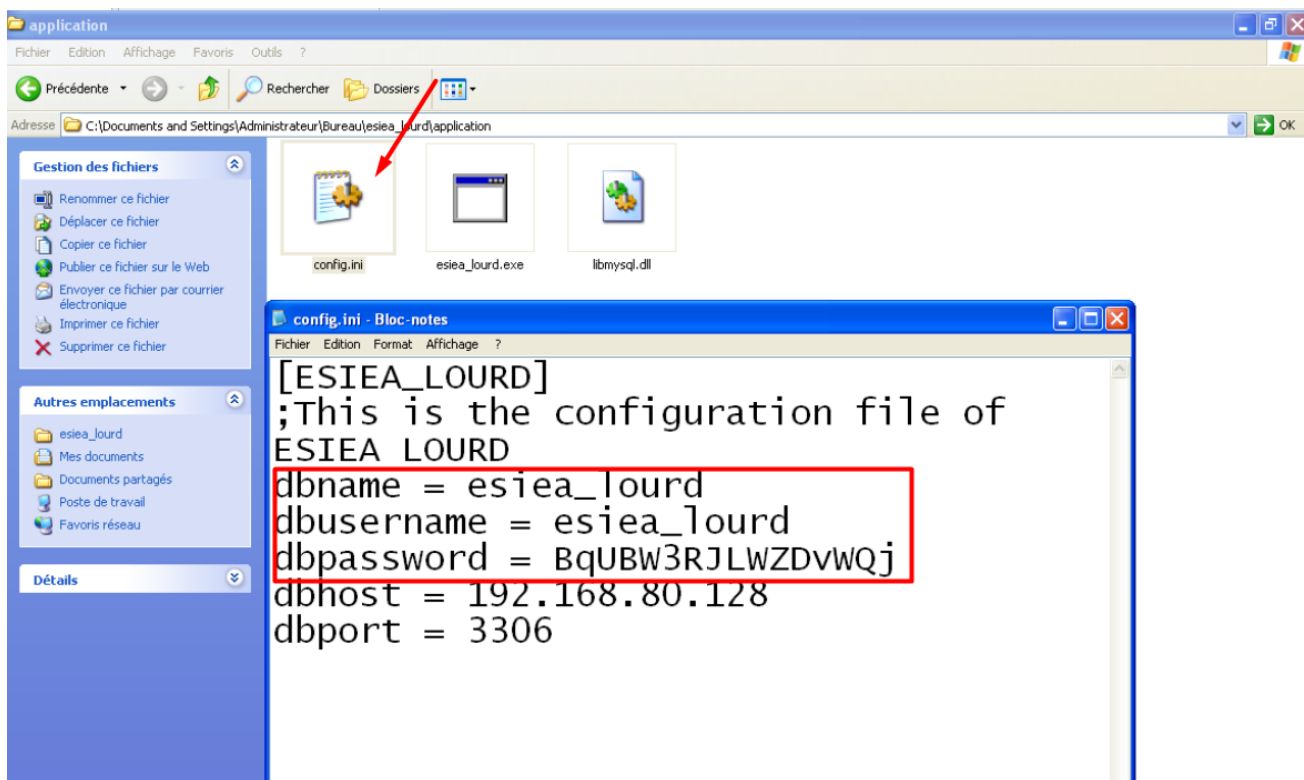 application
Fichier Edition Affichage Favoris Outils ?
Précédente Rechercher Dossiers
Adresse C:\Documents and Settings\Administrateur\Bureau\esiea_lourd\application OK
Gestion des fichiers
Renommer ce fichier
Déplacer ce fichier
Copier ce fichier
Publier ce fichier sur le Web
Envoyer ce fichier par courrier
électronique
Imprimer ce fichier
Supprimer ce fichier
Autres emplacements
esiea_lourd
Mes documents
Documents partagés
Poste de travail
Favoris réseau
Détails
config.ini esiea_lourd.exe libmysql.dll
config.ini - Bloc-notes
Fichier Edition Format Affichage ?
[ESIEA_LOURD]
;This is the configuration file of
ESIEA LOURD
dbname = esiea_lourd
dbusername = esiea_lourd
dbpassword = BqUBW3RJLWZDvWQj
dbhost = 192.168.80.128
dbport = 3306